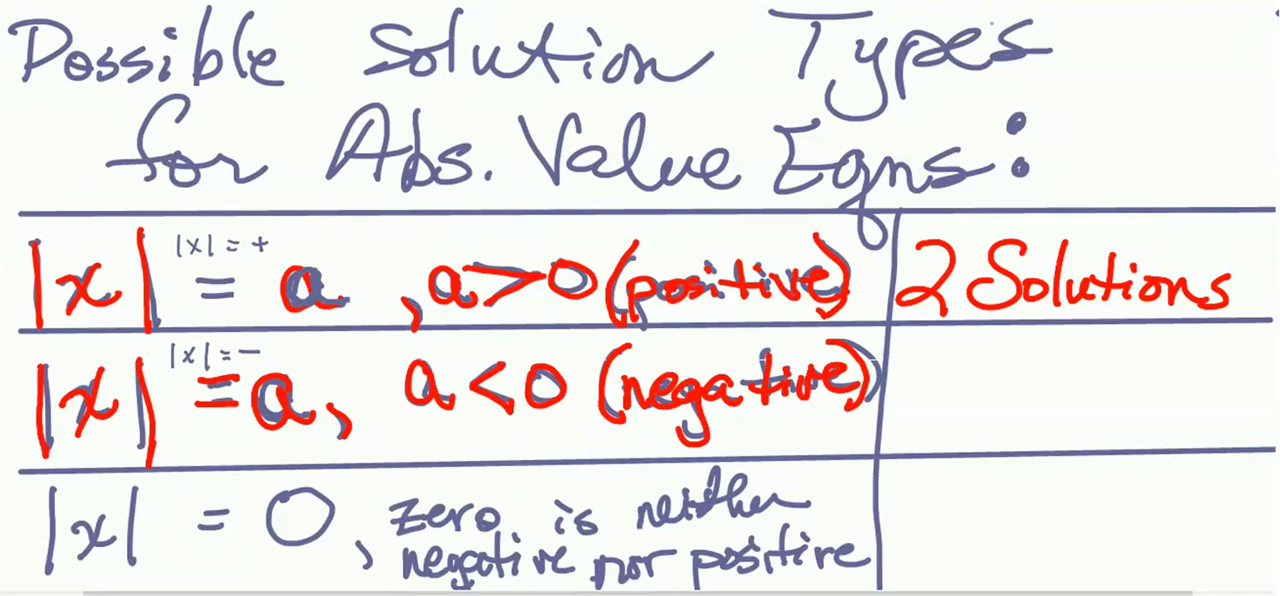 Possible Solution Types
for Abs. Value Eqns:
|x| = +
|x| = a , a > 0 (positive) 2 Solutions
|x| = −
|x| = a, a < 0 (negative)
|x| = 0, zero is neither
negative nor positive